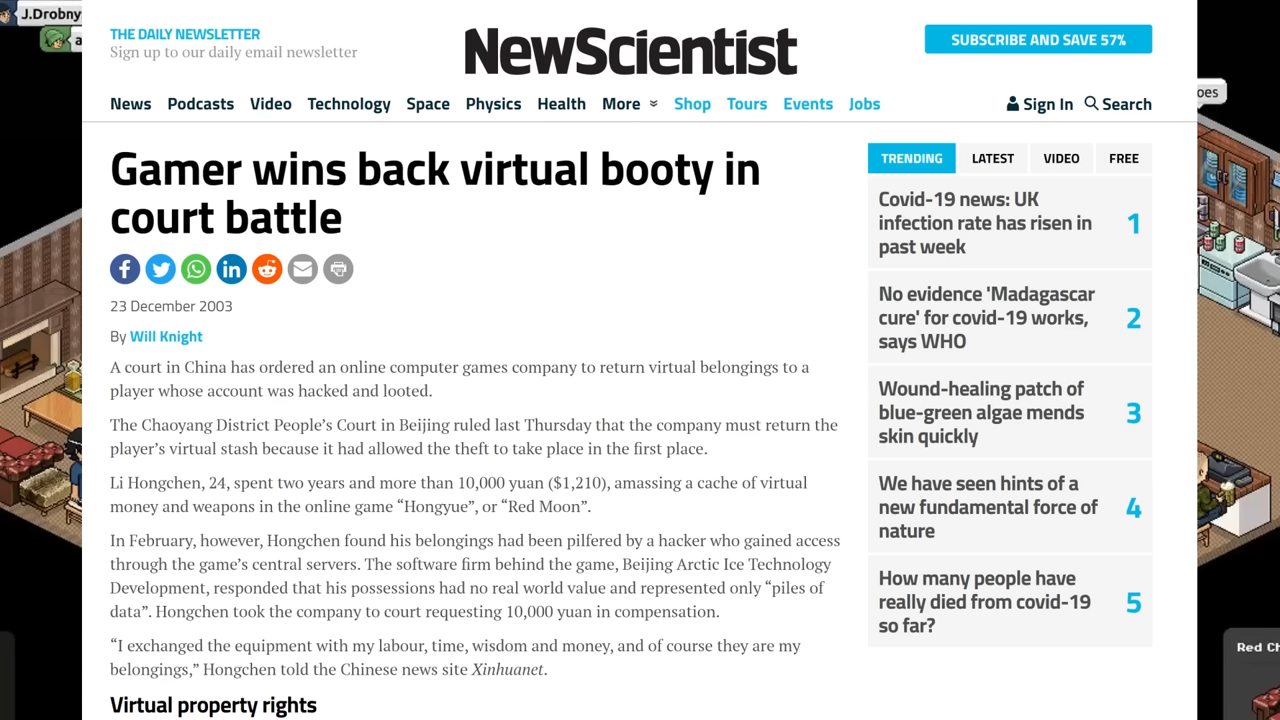 J.Drobny
THE DAILY NEWSLETTER
Sign up to our daily email newsletter
NewScientist
SUBSCRIBE AND SAVE 57%
News Podcasts Video Technology Space Physics Health More Shop Tours Events Jobs
Sign In Search
Gamer wins back virtual booty in
court battle
23 December 2003
By Will Knight
A court in China has ordered an online computer games company to return virtual belongings to a
player whose account was hacked and looted.
The Chaoyang District People’s Court in Beijing ruled last Thursday that the company must return the
player’s virtual stash because it had allowed the theft to take place in the first place.
Li Hongchen, 24, spent two years and more than 10,000 yuan ($1,210), amassing a cache of virtual
money and weapons in the online game “Hongyue”, or “Red Moon”.
In February, however, Hongchen found his belongings had been pilfered by a hacker who gained access
through the game’s central servers. The software firm behind the game, Beijing Arctic Ice Technology
Development, responded that his possessions had no real world value and represented only “piles of
data”. Hongchen took the company to court requesting 10,000 yuan in compensation.
“I exchanged the equipment with my labour, time, wisdom and money, and of course they are my
belongings,” Hongchen told the Chinese news site Xinhuanet.
Virtual property rights
TRENDING LATEST VIDEO FREE
Covid-19 news: UK
infection rate has risen in
past week
1
No evidence 'Madagascar
cure' for covid-19 works,
says WHO
2
Wound-healing patch of
blue-green algae mends
skin quickly
3
We have seen hints of a
new fundamental force of
nature
4
How many people have
really died from covid-19
so far?
5
oes
Red Ch